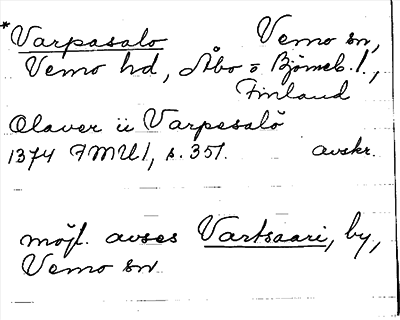 *Varpasalo Vemo sn,
Vemo hd, Åbo o Björneb. l.,
Finland
Olaver ii Varpesalö
1374 FMU I, s. 351. avskr.
möjl. avses Vartsaari, by,
Vemo sn